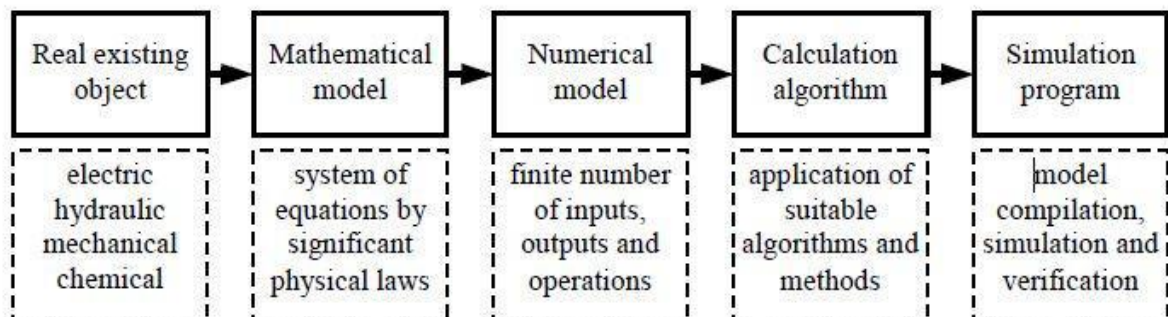 Real existing
object
Mathematical
model
Numerical
model
Calculation
algorithm
Simulation
program
electric
hydraulic
mechanical
chemical
system of
equations by
significant
physical laws
finite number
of inputs,
outputs and
operations
application of
suitable
algorithms and
methods
model
compilation,
simulation and
verification